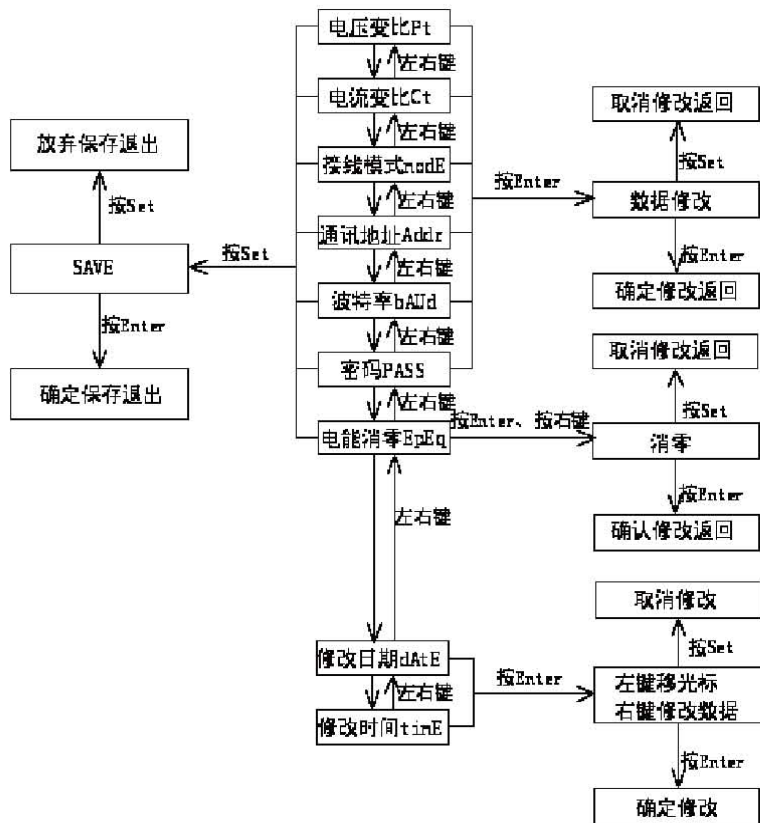 电压变比Pt
左右键
电流变比Ct
取消修改返回
左右键
放弃保存退出
接线模式modE
按Enter
按Set
按Set
左右键
数据修改
通讯地址Addr
SAVE
按Set
左右键
按Enter
波特率bAUd
确定修改返回
按Enter
左右键
取消修改返回
密码PASS
确定保存退出
左右键
按Set
电能消零EpEq
按Enter、按右键
消零
按Enter
左右键
确认修改返回
取消修改
修改日期dAtE
按Set
左右键
按Enter
左键移光标
右键修改数据
修改时间timE
按Enter
确定修改